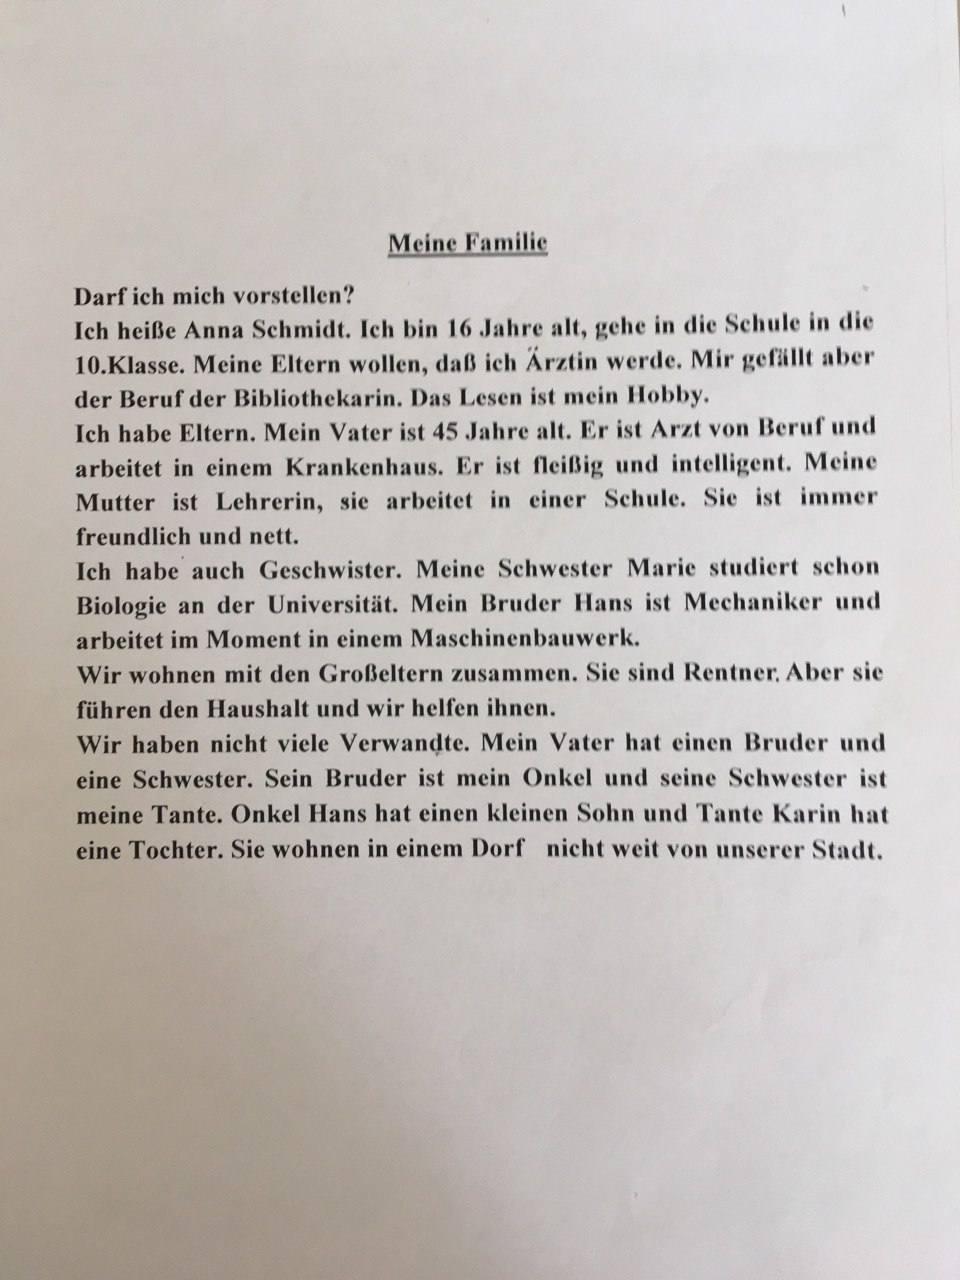 Meine Familie
Darf ich mich vorstellen?
Ich heiße Anna Schmidt. Ich bin 16 Jahre alt, gehe in die Schule in die
10.Klasse. Meine Eltern wollen, daß ich Ärztin werde. Mir gefällt aber
der Beruf der Bibliothekarin. Das Lesen ist mein Hobby.
Ich habe Eltern. Mein Vater ist 45 Jahre alt. Er ist Arzt von Beruf und
arbeitet in einem Krankenhaus. Er ist fleißig und intelligent. Meine
Mutter ist Lehrerin, sie arbeitet in einer Schule. Sie ist immer
freundlich und nett.
Ich habe auch Geschwister. Meine Schwester Marie studiert schon
Biologie an der Universität. Mein Bruder Hans ist Mechaniker und
arbeitet im Moment in einem Maschinenbauwerk.
Wir wohnen mit den Großeltern zusammen. Sie sind Rentner. Aber sie
führen den Haushalt und wir helfen ihnen.
Wir haben nicht viele Verwandte. Mein Vater hat einen Bruder und
eine Schwester. Sein Bruder ist mein Onkel und seine Schwester ist
meine Tante. Onkel Hans hat einen kleinen Sohn und Tante Karin hat
eine Tochter. Sie wohnen in einem Dorf nicht weit von unserer Stadt.